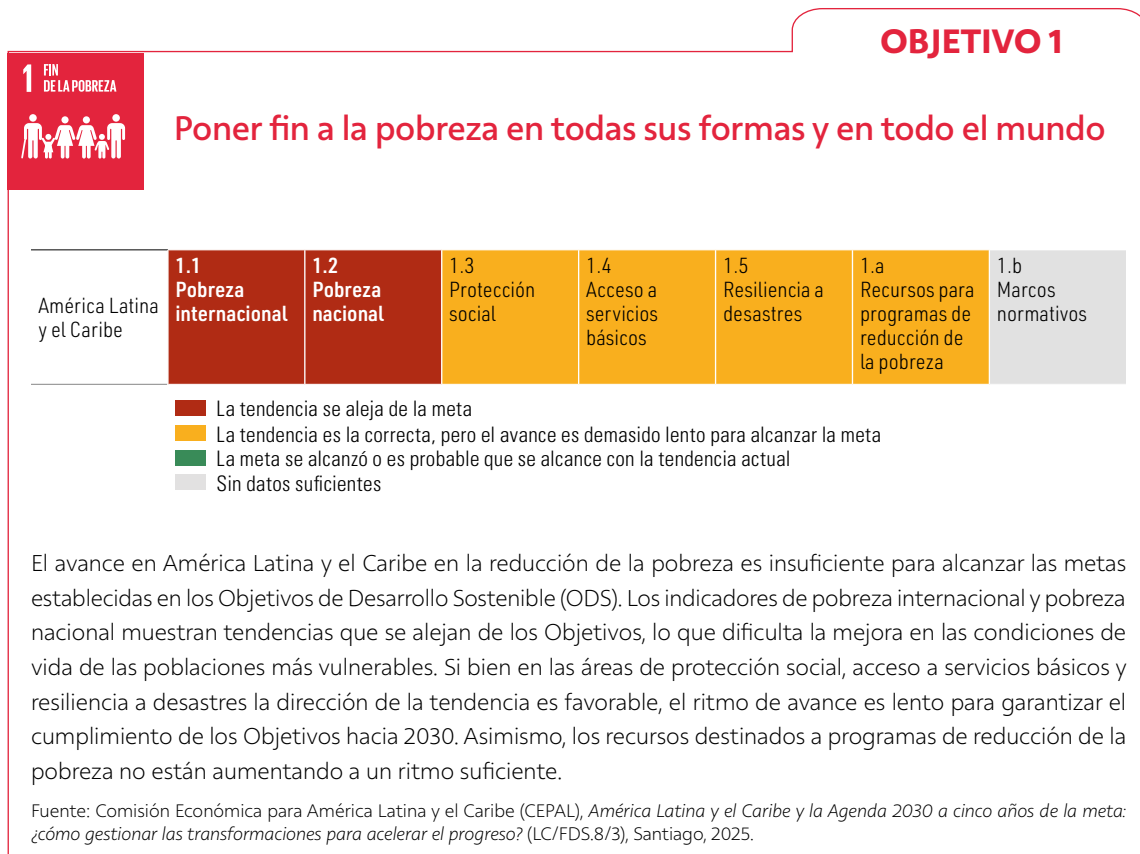 OBJETIVO 1
1 FIN
DE LA POBREZA
Poner fin a la pobreza en todas sus formas y en todo el mundo
América Latina
y el Caribe
1.1
Pobreza
internacional
1.2
Pobreza
nacional
1.3
Protección
social
1.4
Acceso a
servicios
básicos
1.5
Resiliencia a
desastres
1.a
Recursos para
programas de
reducción de
la pobreza
1.b
Marcos
normativos
La tendencia se aleja de la meta
La tendencia es la correcta, pero el avance es demasido lento para alcanzar la meta
La meta se alcanzó o es probable que se alcance con la tendencia actual
Sin datos suficientes
El avance en América Latina y el Caribe en la reducción de la pobreza es insuficiente para alcanzar las metas
establecidas en los Objetivos de Desarrollo Sostenible (ODS). Los indicadores de pobreza internacional y pobreza
nacional muestran tendencias que se alejan de los Objetivos, lo que dificulta la mejora en las condiciones de
vida de las poblaciones más vulnerables. Si bien en las áreas de protección social, acceso a servicios básicos y
resiliencia a desastres la dirección de la tendencia es favorable, el ritmo de avance es lento para garantizar el
cumplimiento de los Objetivos hacia 2030. Asimismo, los recursos destinados a programas de reducción de la
pobreza no están aumentando a un ritmo suficiente.
Fuente: Comisión Económica para América Latina y el Caribe (CEPAL), América Latina y el Caribe y la Agenda 2030 a cinco años de la meta:
¿cómo gestionar las transformaciones para acelerar el progreso? (LC/FDS.8/3), Santiago, 2025.